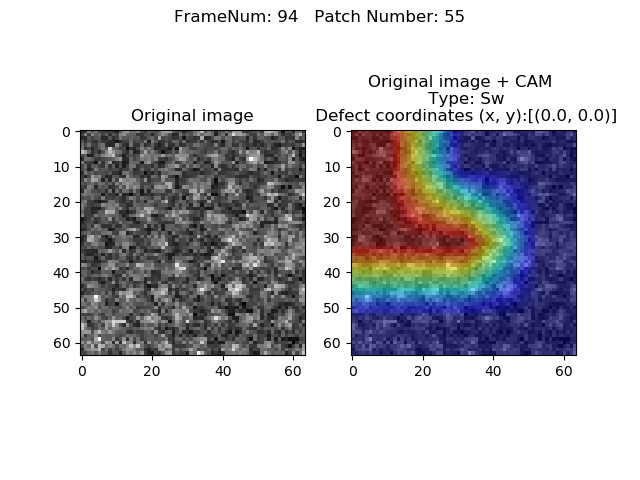 FrameNum: 94   Patch Number: 55
Original image
Original image + CAM
Type: Sw
Defect coordinates (x, y):[(0.0, 0.0)]
0
10
20
30
40
50
60
0 20 40 60
0
10
20
30
40
50
60
0 20 40 60